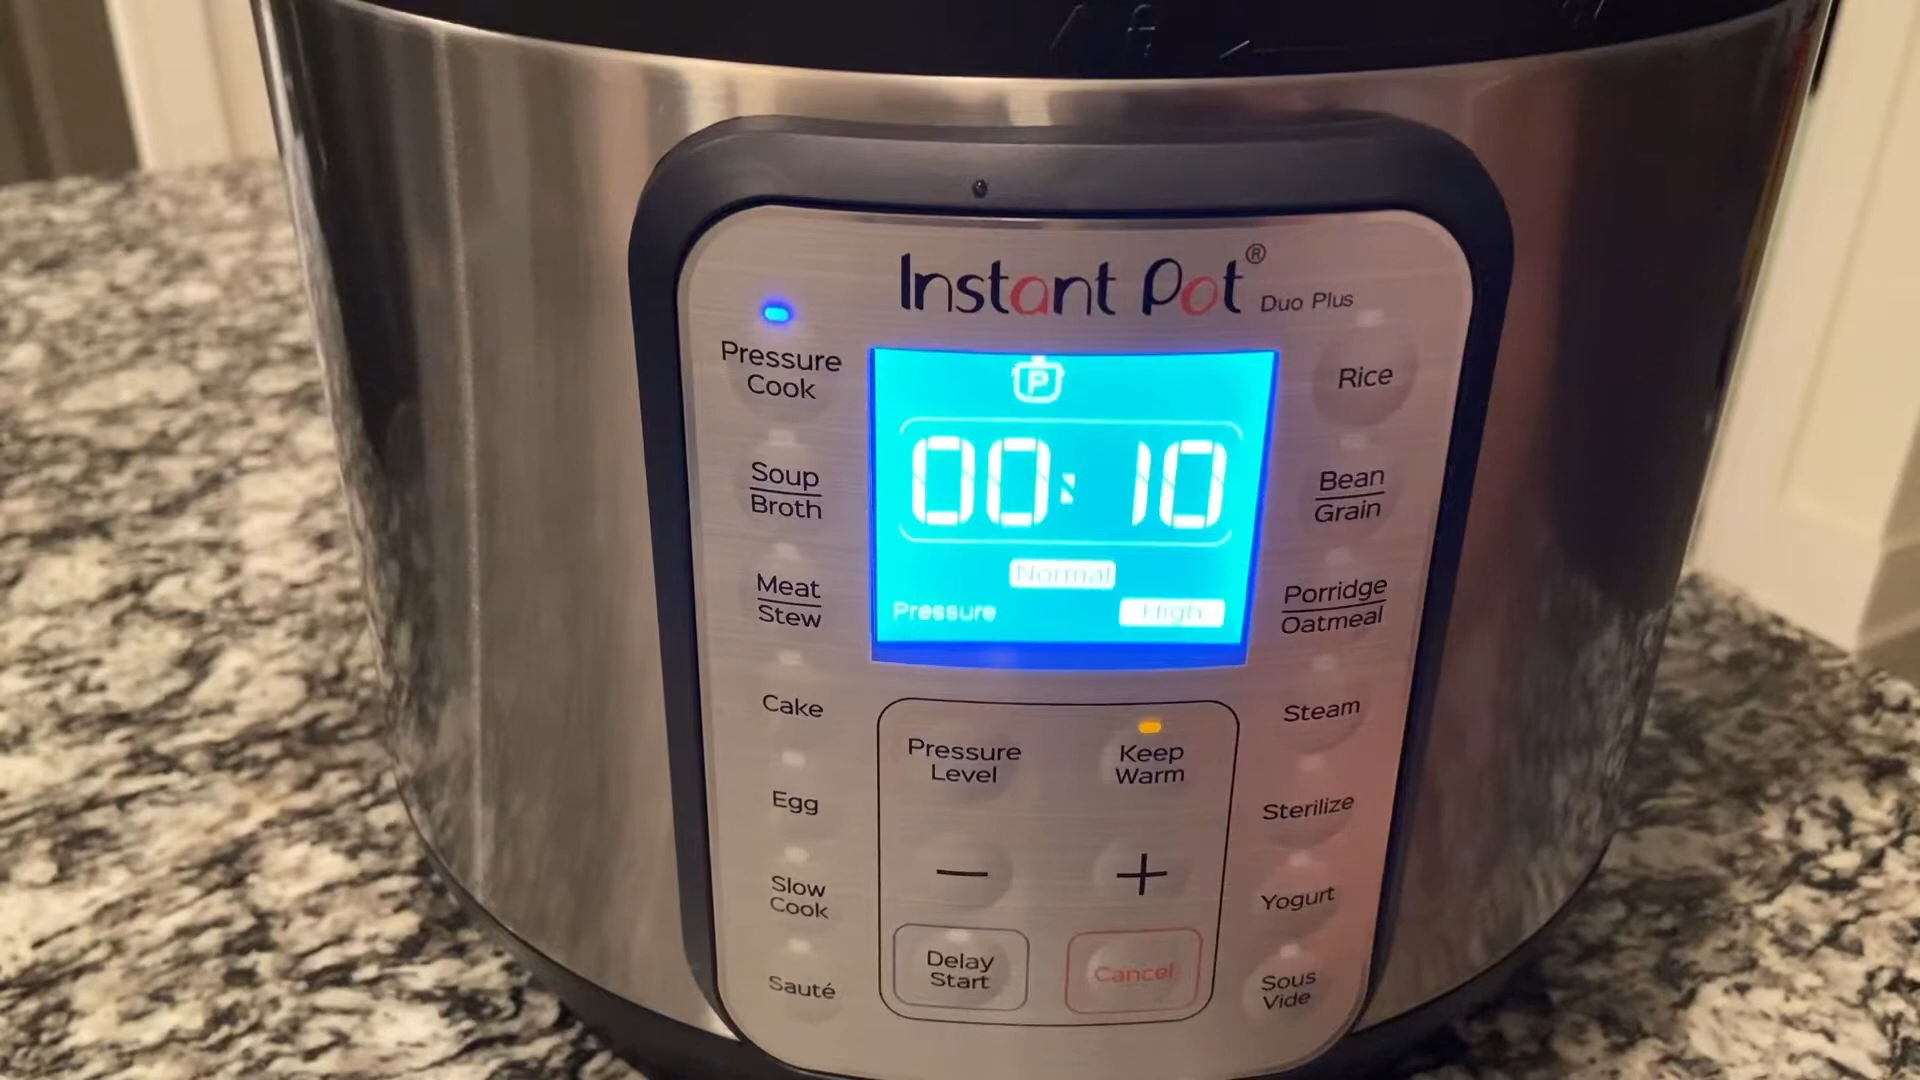 Instant Pot®
Duo Plus
Pressure
Cook
Soup
Broth
Meat
Stew
Cake
Egg
Slow
Cook
Sauté
P
00:10
Normal
Pressure High
Pressure
Level
Keep
Warm
−
+
Delay
Start
Cancel
Rice
Bean
Grain
Porridge
Oatmeal
Steam
Sterilize
Yogurt
Sous
Vide